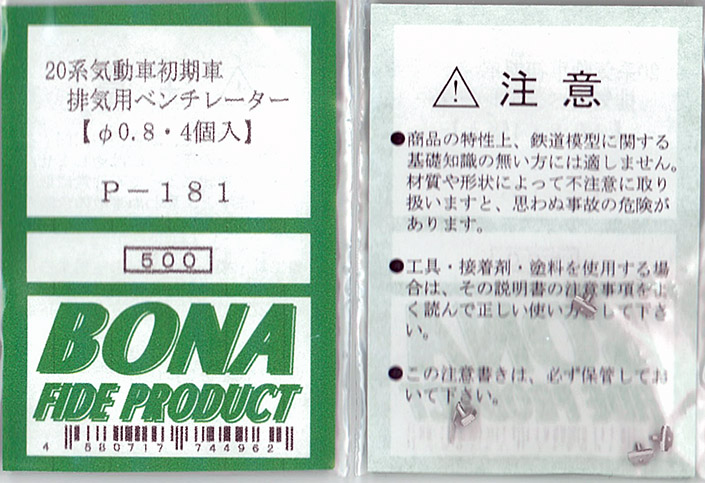 20系気動車初期車
排気用ベンチレーター
【φ0.8・4個入】
P－181
500
BONA
FIDE PRODUCT
4 580717 744962
注意
●商品の特性上、鉄道模型に関する
基礎知識の無い方には適しません。
材質や形状によって不注意に取り
扱いますと、思わぬ事故の危険が
あります。
●工具・接着剤・塗料を使用する場
合は、その説明書の注意事項をよ
く読んで正しい使い方をして下さ
い。
●この注意書きは、必ず保管してお
いて下さい。